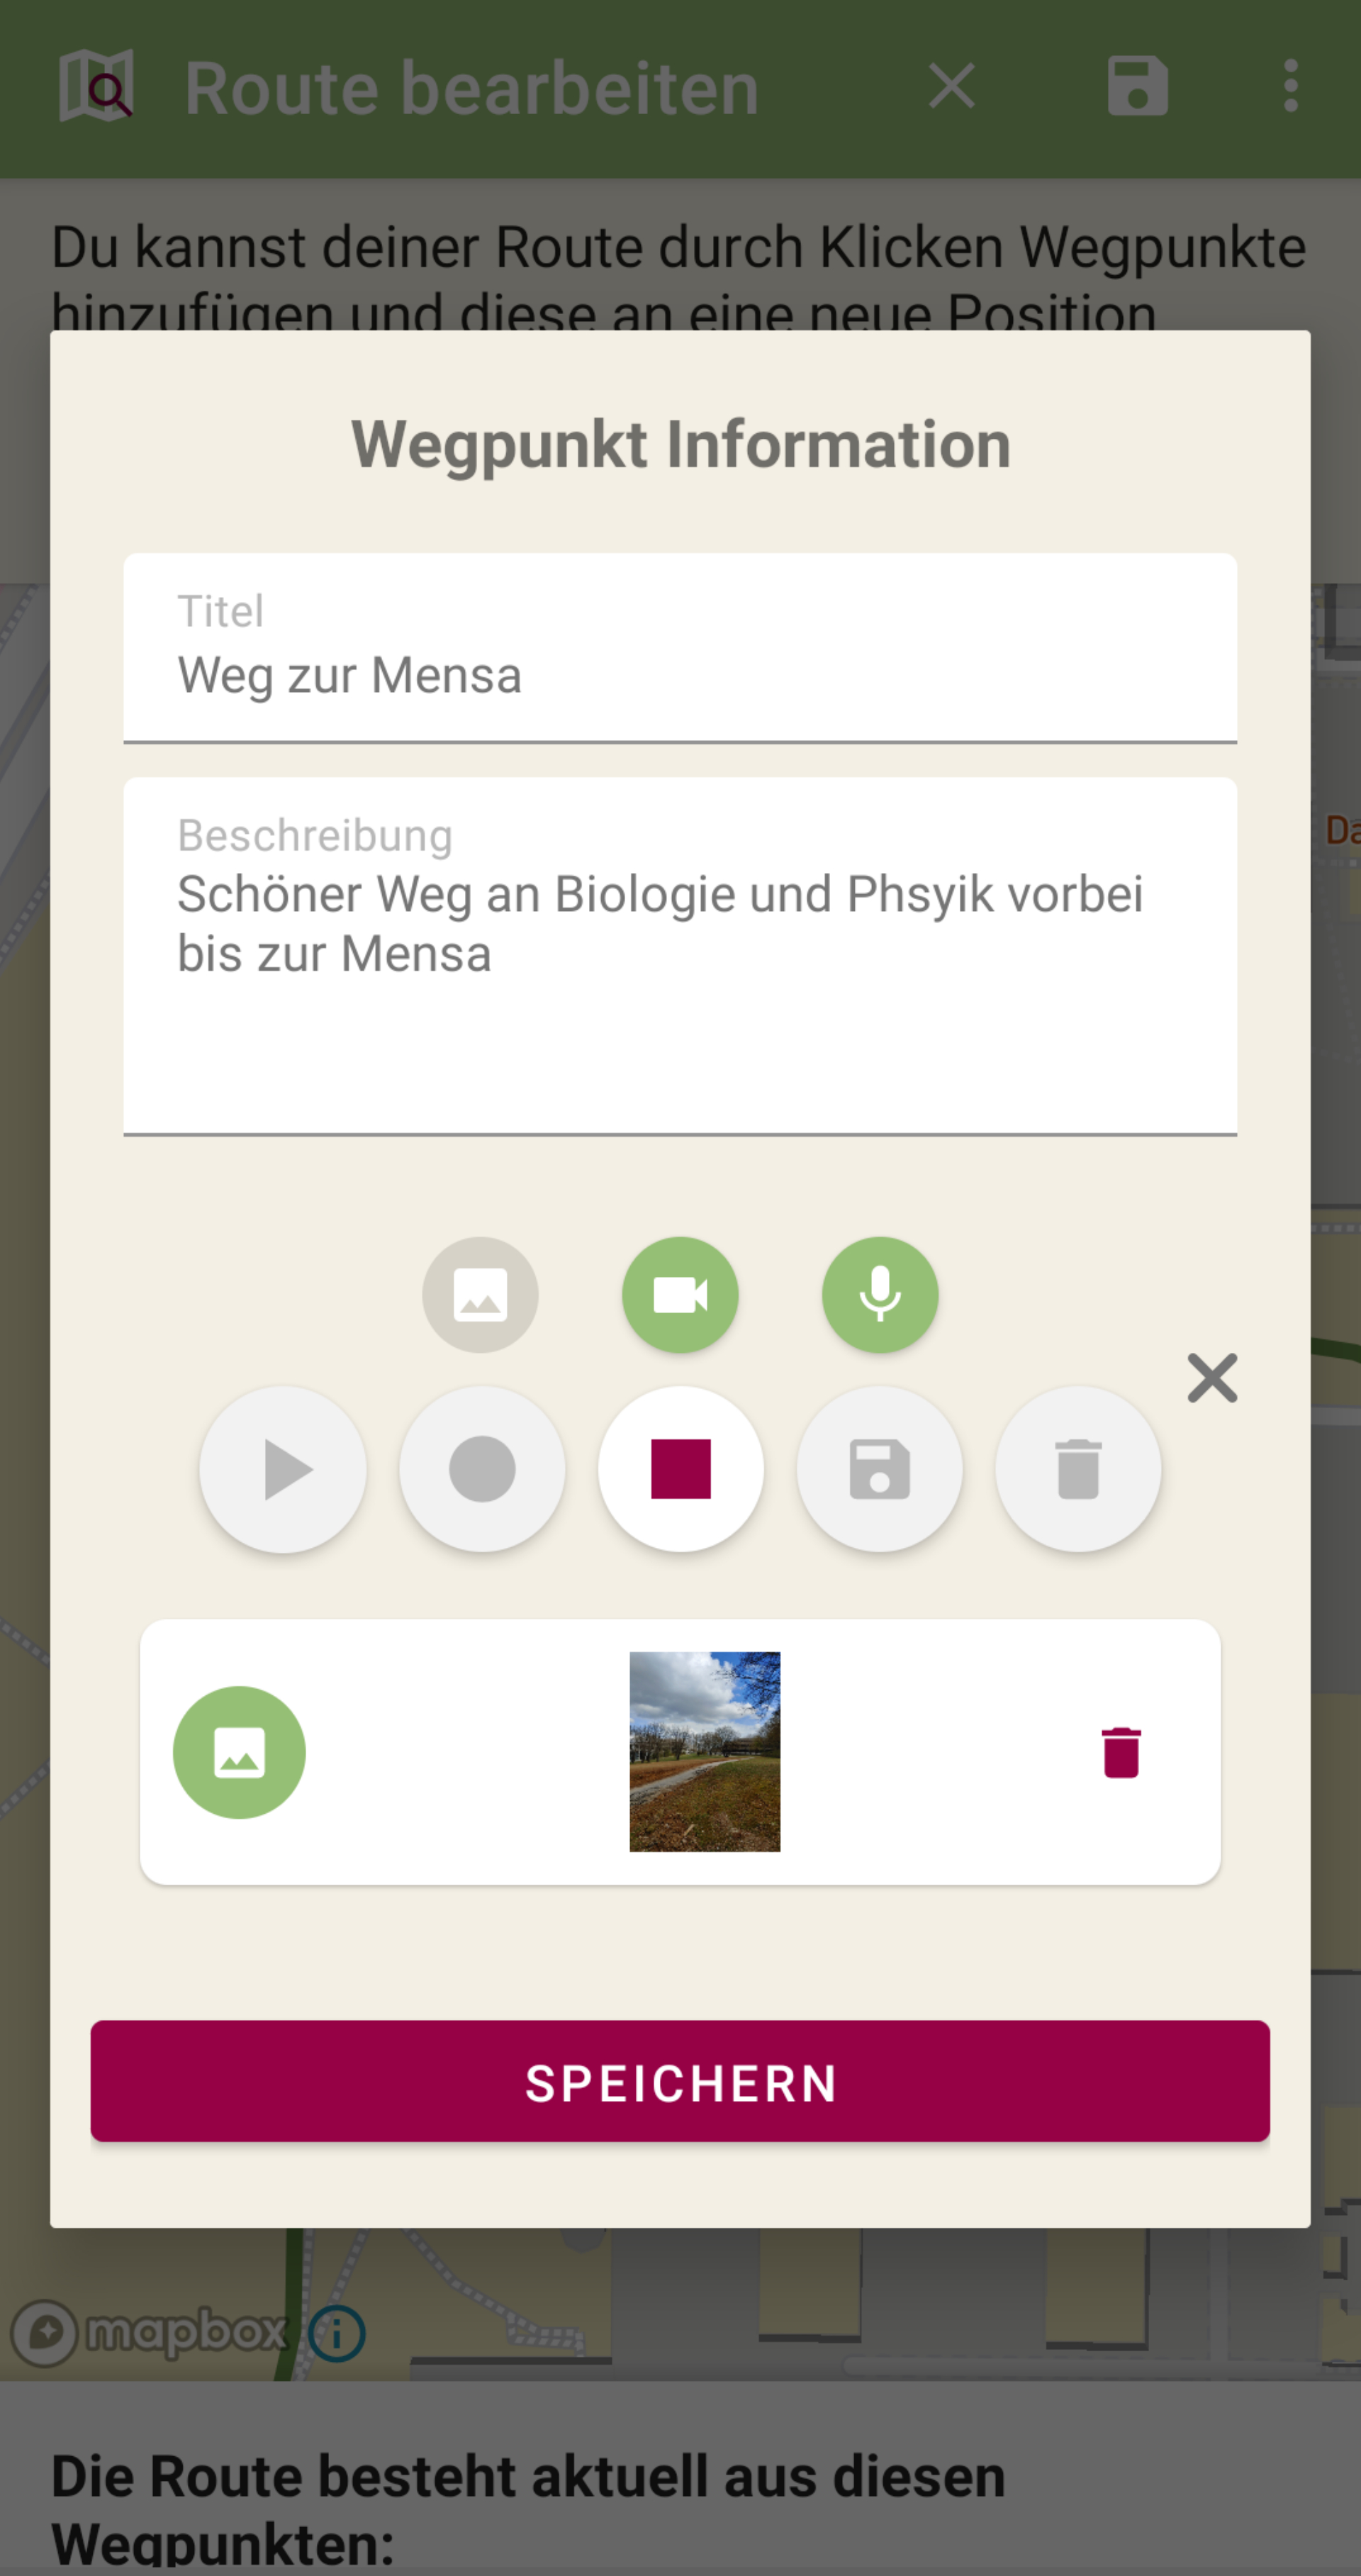 Route bearbeiten
Du kannst deiner Route durch Klicken Wegpunkte
hinzufügen und diese an eine neue Position
Wegpunkt Information
Titel
Weg zur Mensa
Beschreibung
Schöner Weg an Biologie und Phsyik vorbei
bis zur Mensa
SPEICHERN
mapbox
Die Route besteht aktuell aus diesen
Wegpunkten: